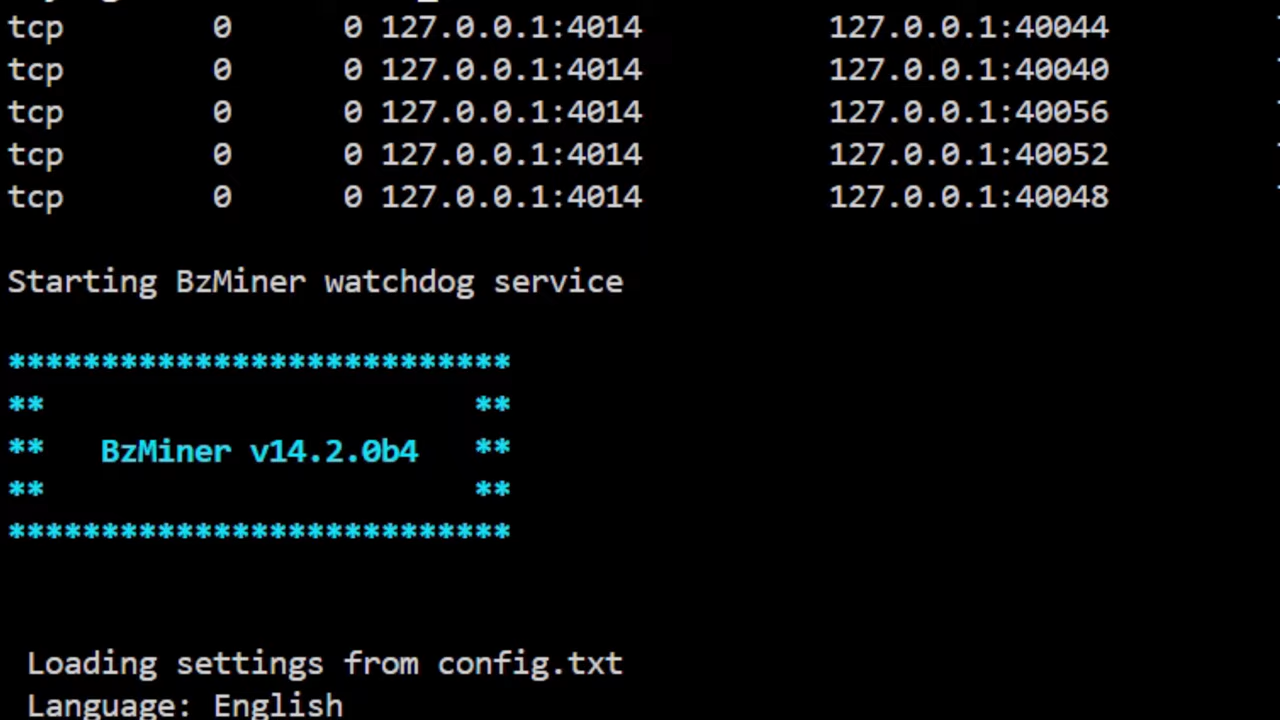 tcp 0 0 127.0.0.1:4014 127.0.0.1:40044
tcp 0 0 127.0.0.1:4014 127.0.0.1:40040
tcp 0 0 127.0.0.1:4014 127.0.0.1:40056
tcp 0 0 127.0.0.1:4014 127.0.0.1:40052
tcp 0 0 127.0.0.1:4014 127.0.0.1:40048
Starting BzMiner watchdog service
***************************
** **
** BzMiner v14.2.0b4 **
** **
***************************
Loading settings from config.txt
Language: English